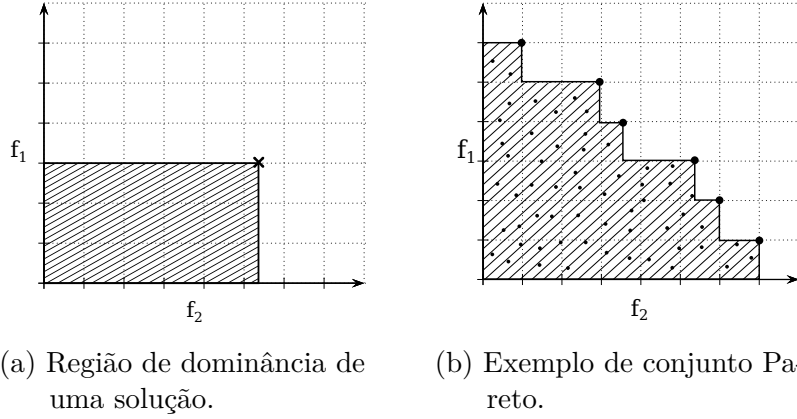 f1
f2
(a) Região de dominância de
uma solução.
f1
f2
(b) Exemplo de conjunto Pa-
reto.